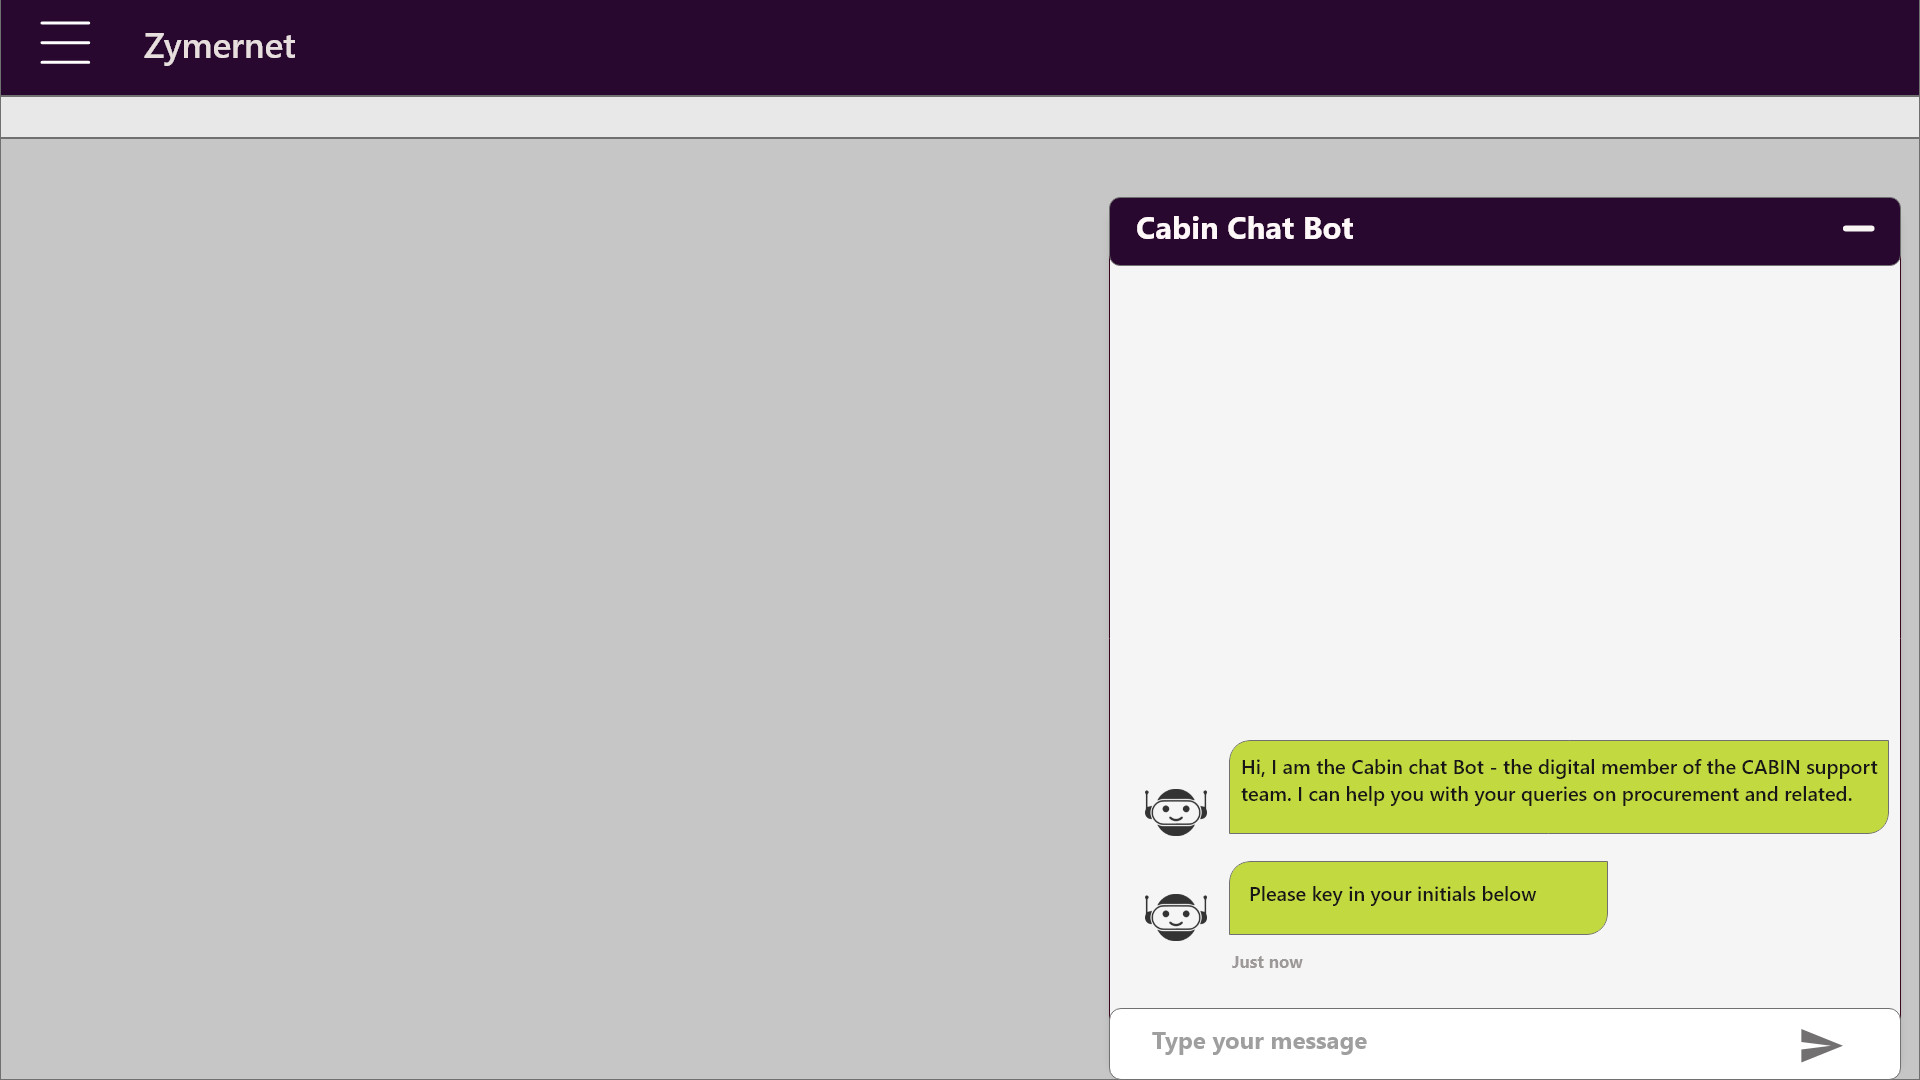 Zymernet
Cabin Chat Bot
Hi, I am the Cabin chat Bot - the digital member of the CABIN support
team. I can help you with your queries on procurement and related.
Please key in your initials below
Just now
Type your message